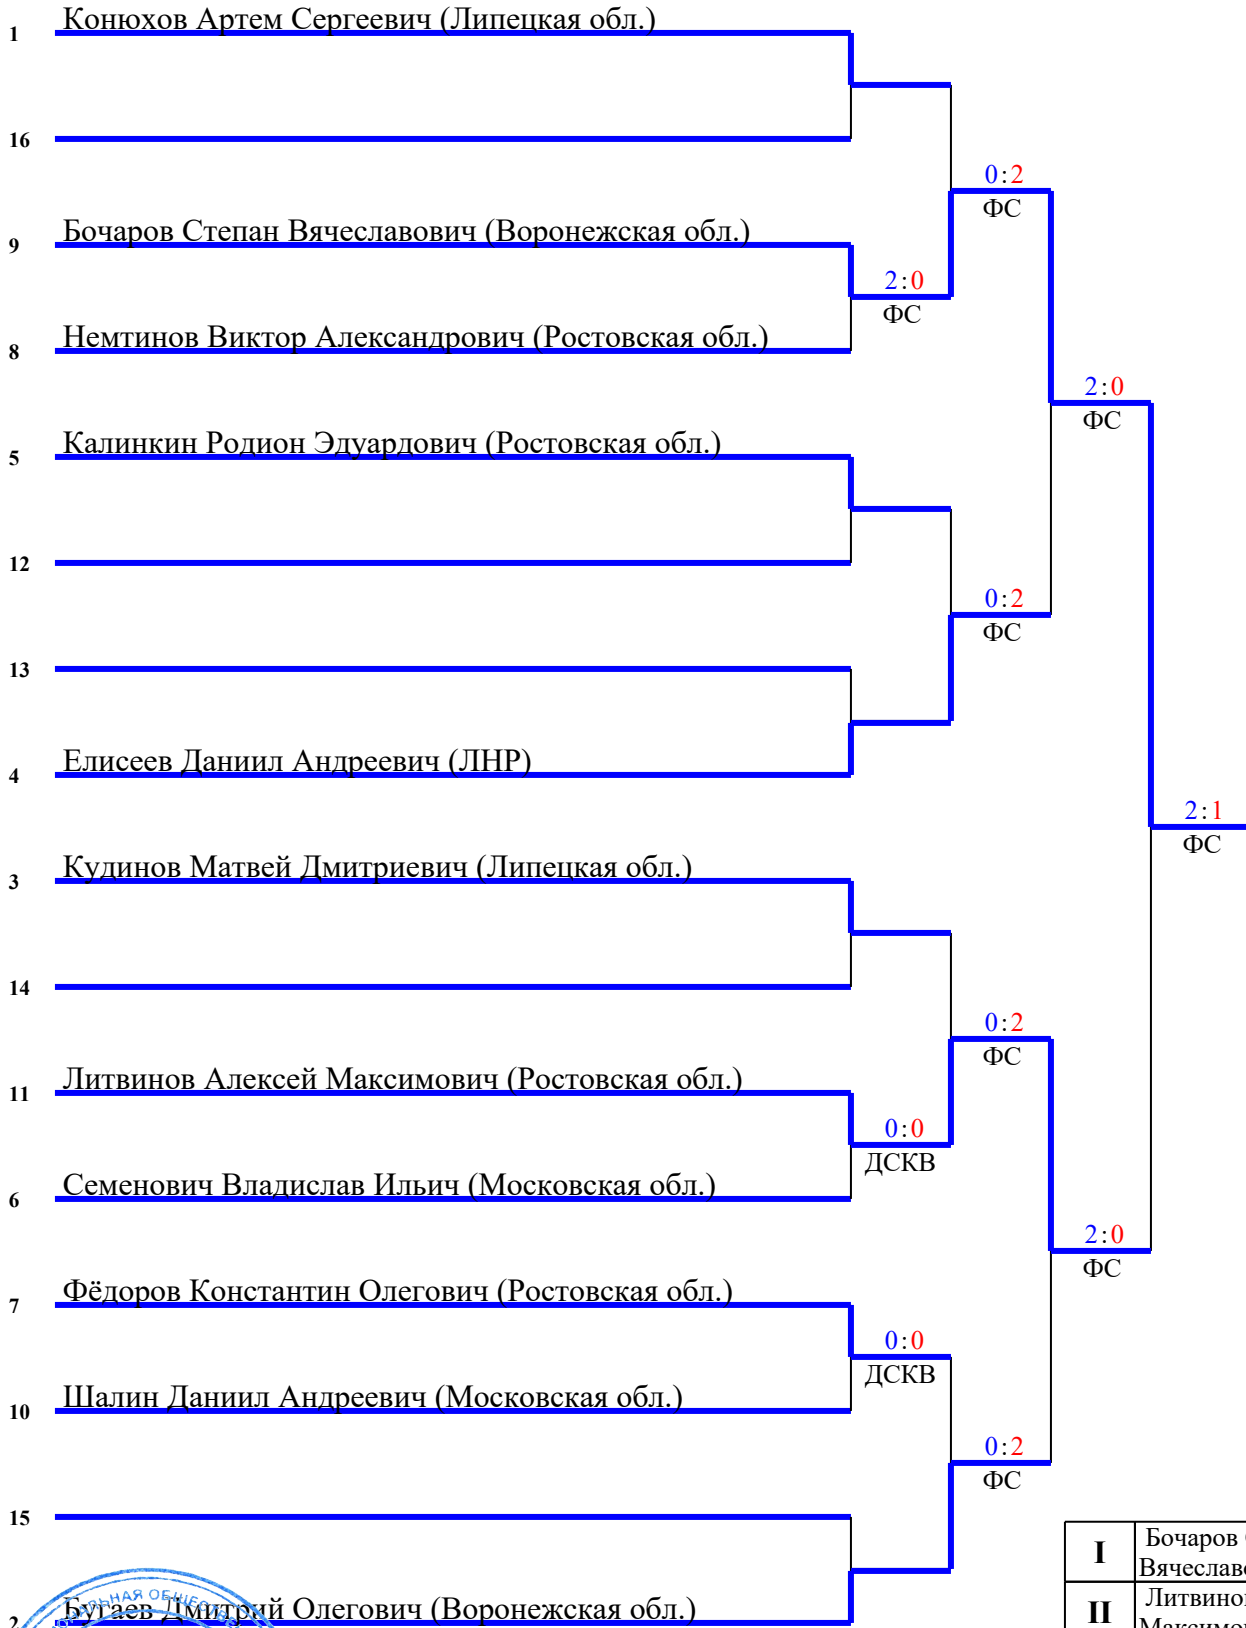 1 Конюхов Артем Сергеевич (Липецкая обл.)
16
0:2
ФС
9 Бочаров Степан Вячеславович (Воронежская обл.)
2:0
ФС
8 Немтинов Виктор Александрович (Ростовская обл.)
2:0
ФС
5 Калинкин Родион Эдуардович (Ростовская обл.)
12
0:2
ФС
13
4 Елисеев Даниил Андреевич (ЛНР)
2:1
ФС
3 Кудинов Матвей Дмитриевич (Липецкая обл.)
14
0:2
ФС
11 Литвинов Алексей Максимович (Ростовская обл.)
0:0
ДСКВ
6 Семенович Владислав Ильич (Московская обл.)
2:0
ФС
7 Фёдоров Константин Олегович (Ростовская обл.)
0:0
ДСКВ
10 Шалин Даниил Андреевич (Московская обл.)
0:2
ФС
15
I Бочаров
Вячеслав
2 Бугаев Дмитрий Олегович (Воронежская обл.)
II Литвино
Максимо